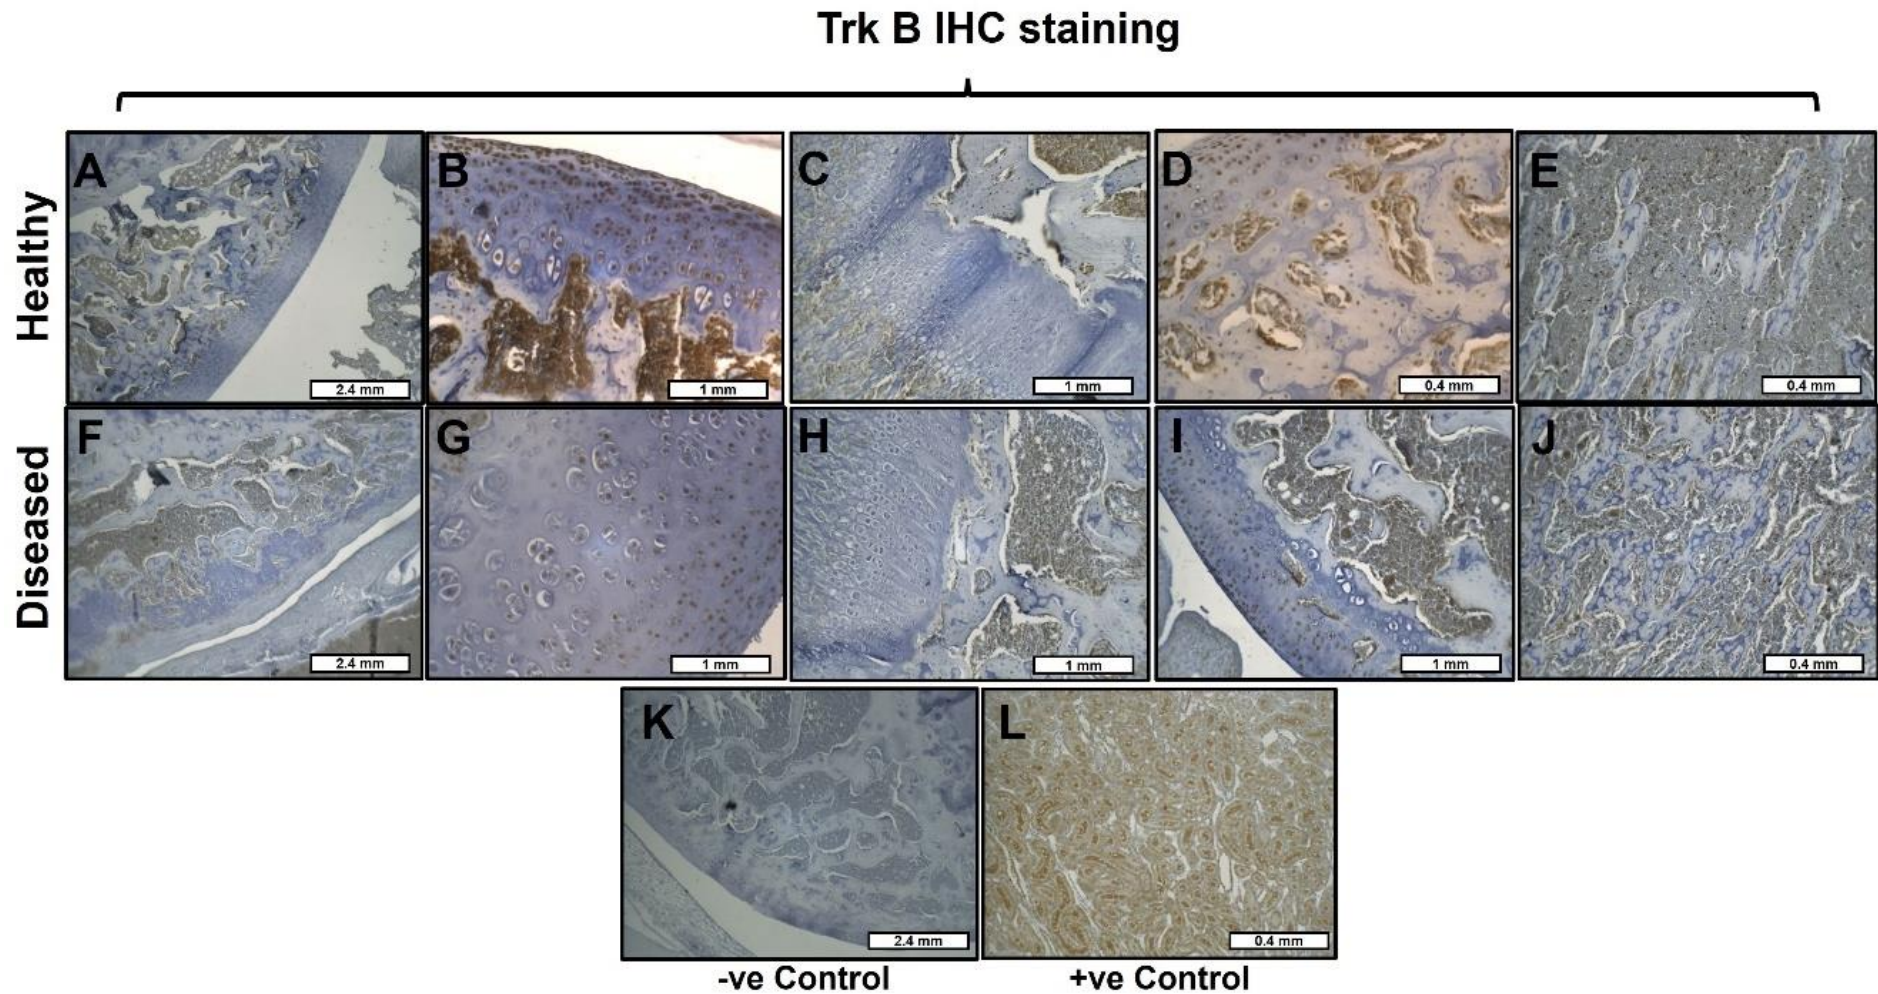 Trk B IHC staining
Healthy
A
2.4 mm
B
1 mm
C
1 mm
D
0.4 mm
E
0.4 mm
Diseased
F
2.4 mm
G
1 mm
H
1 mm
I
1 mm
J
0.4 mm
K
2.4 mm
L
0.4 mm
-ve Control
+ve Control